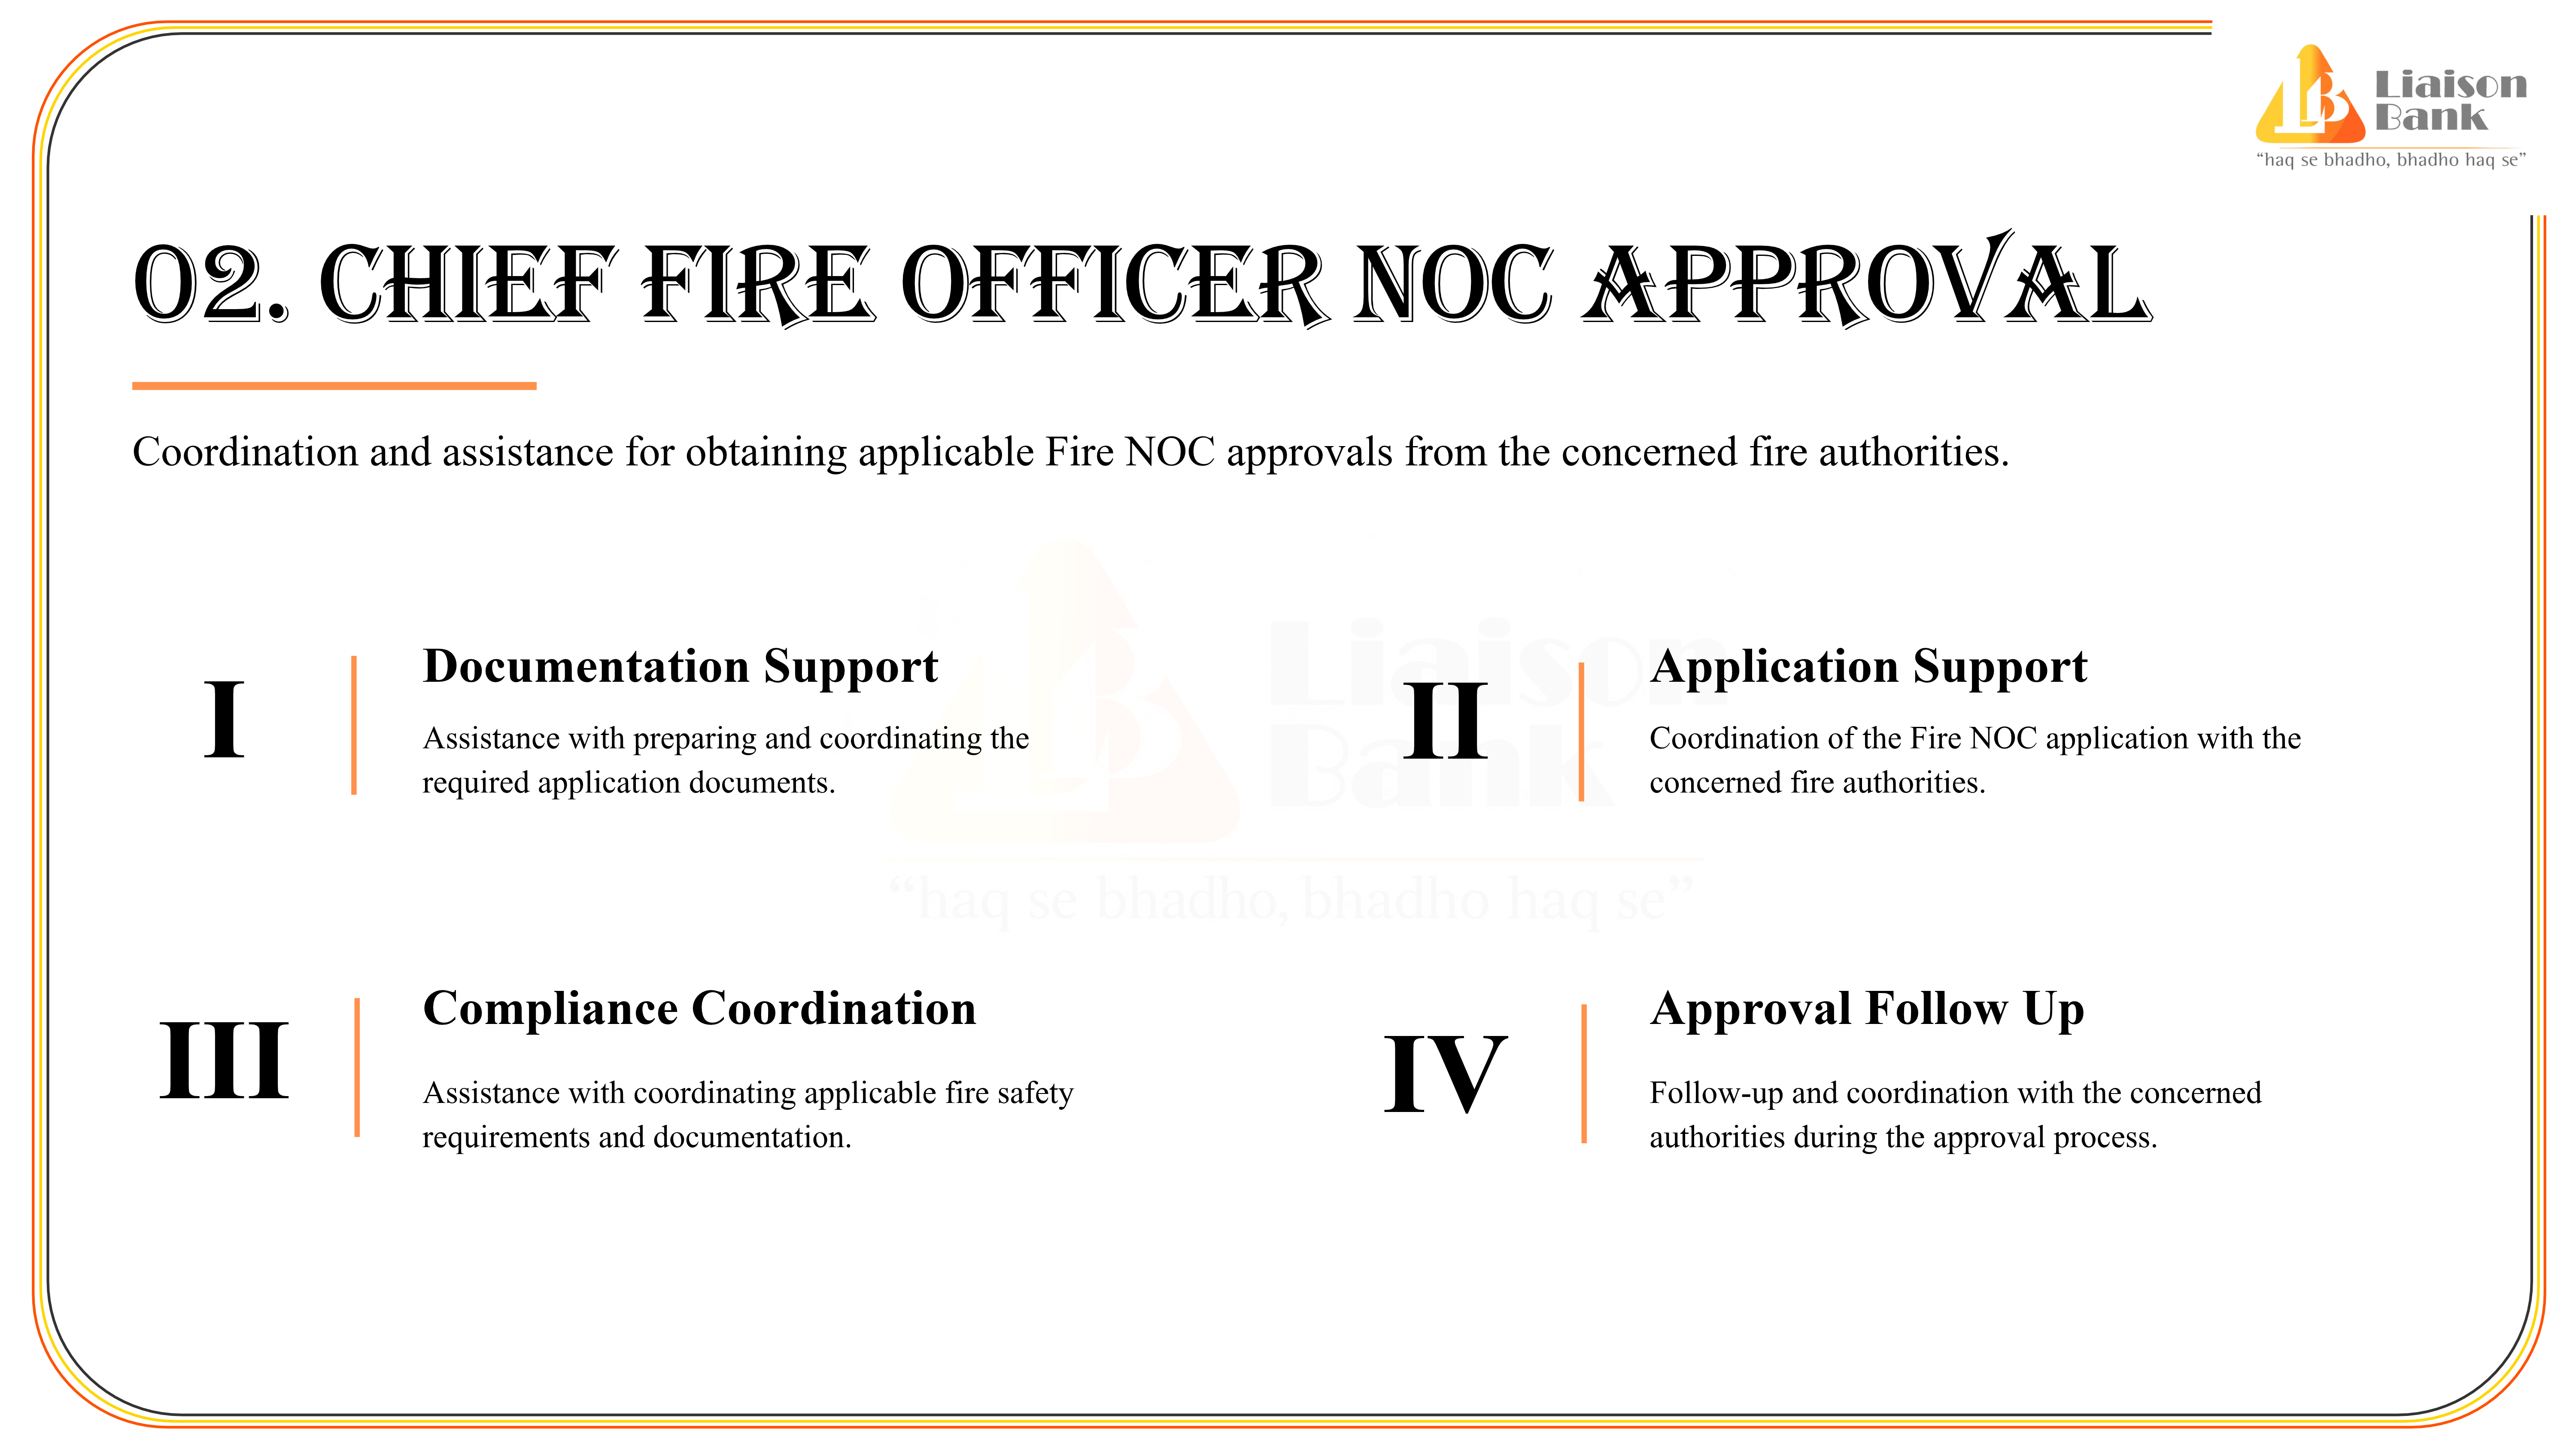 Liaison
Bank
“haq se bhadho, bhadho haq se”
02. CHIEF FIRE OFFICER NOC APPROVAL
Coordination and assistance for obtaining applicable Fire NOC approvals from the concerned fire authorities.
I
Documentation Support
Assistance with preparing and coordinating the
required application documents.
II
Application Support
Coordination of the Fire NOC application with the
concerned fire authorities.
Liaison
Bank
“haq se bhadho, bhadho haq se”
III
Compliance Coordination
Assistance with coordinating applicable fire safety
requirements and documentation.
IV
Approval Follow Up
Follow-up and coordination with the concerned
authorities during the approval process.